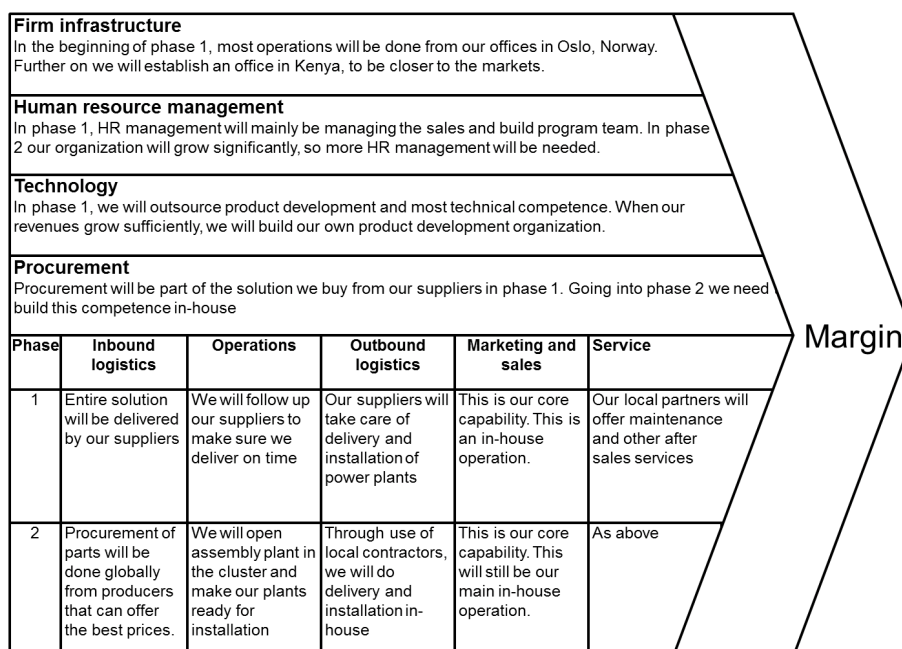 Firm infrastructure
In the beginning of phase 1, most operations will be done from our offices in Oslo, Norway.
Further on we will establish an office in Kenya, to be closer to the markets.
Human resource management
In phase 1, HR management will mainly be managing the sales and build program team. In phase
2 our organization will grow significantly, so more HR management will be needed.
Technology
In phase 1, we will outsource product development and most technical competence. When our
revenues grow sufficiently, we will build our own product development organization.
Procurement
Procurement will be part of the solution we buy from our suppliers in phase 1. Going into phase 2 we need
build this competence in-house
Margin
Phase
Inbound
logistics
Operations
Outbound
logistics
Marketing and
sales
Service
1
Entire solution
will be delivered
by our suppliers
We will follow up
our suppliers to
make sure we
deliver on time
Our suppliers will
take care of
delivery and
installation of
power plants
This is our core
capability. This is
an in-house
operation.
Our local partners will
offer maintenance
and other after
sales services
2
Procurement of
parts will be
done globally
from producers
that can offer
the best prices.
We will open
assembly plant in
the cluster and
make our plants
ready for
installation
Through use of
local contractors,
we will do
delivery and
installation in-
house
This is our core
capability. This
will still be our
main in-house
operation.
As above